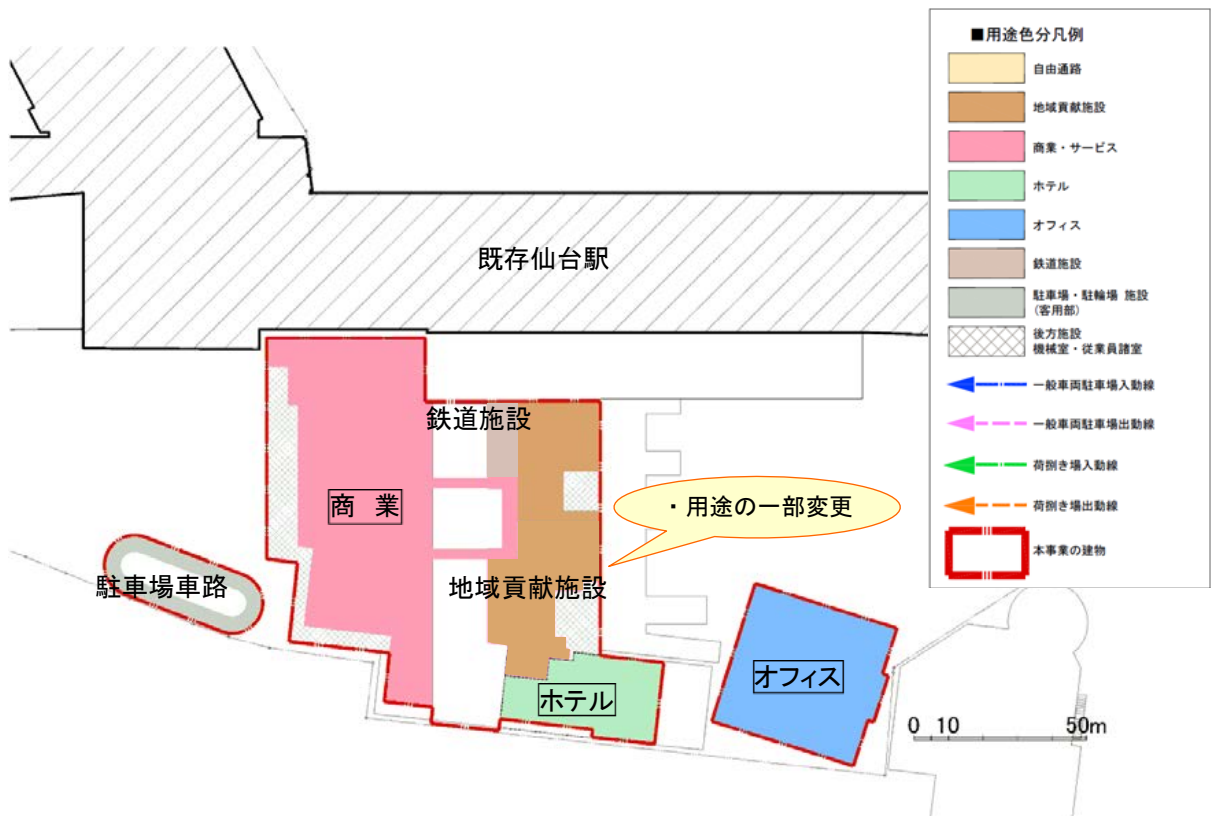 ■用途色分凡例
自由通路
地域貢献施設
商業・サービス
ホテル
オフィス
鉄道施設
駐車場・駐輪場 施設
(客用部)
後方施設
機械室・従業員諸室
一般車両駐車場入動線
一般車両駐車場出動線
荷捌き場入動線
荷捌き場出動線
本事業の建物
既存仙台駅
鉄道施設
商 業
・用途の一部変更
駐車場車路
地域貢献施設
オフィス
ホテル
0 10 50m